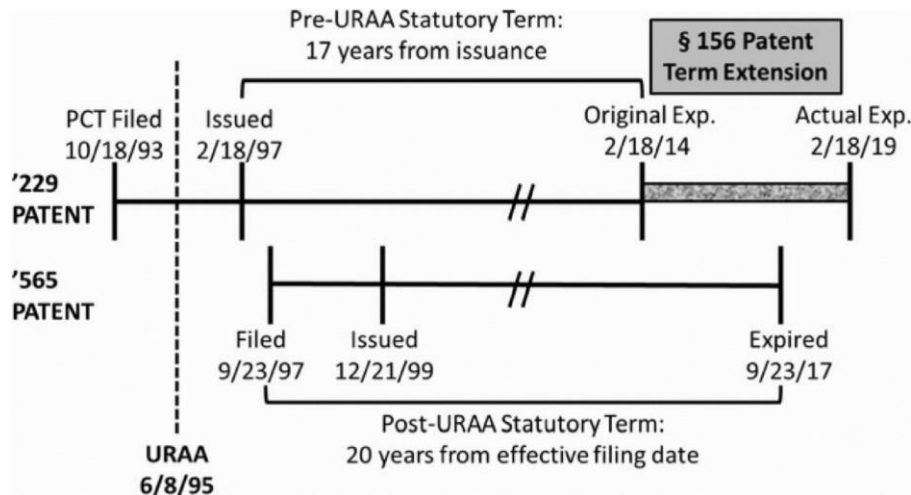 Pre-URAA Statutory Term:
17 years from issuance
§ 156 Patent
Term Extension
PCT Filed
10/18/93
Issued
2/18/97
Original Exp.
2/18/14
Actual Exp.
2/18/19
’229
PATENT
’565
PATENT
Filed
9/23/97
Issued
12/21/99
Expired
9/23/17
Post-URAA Statutory Term:
20 years from effective filing date
URAA
6/8/95